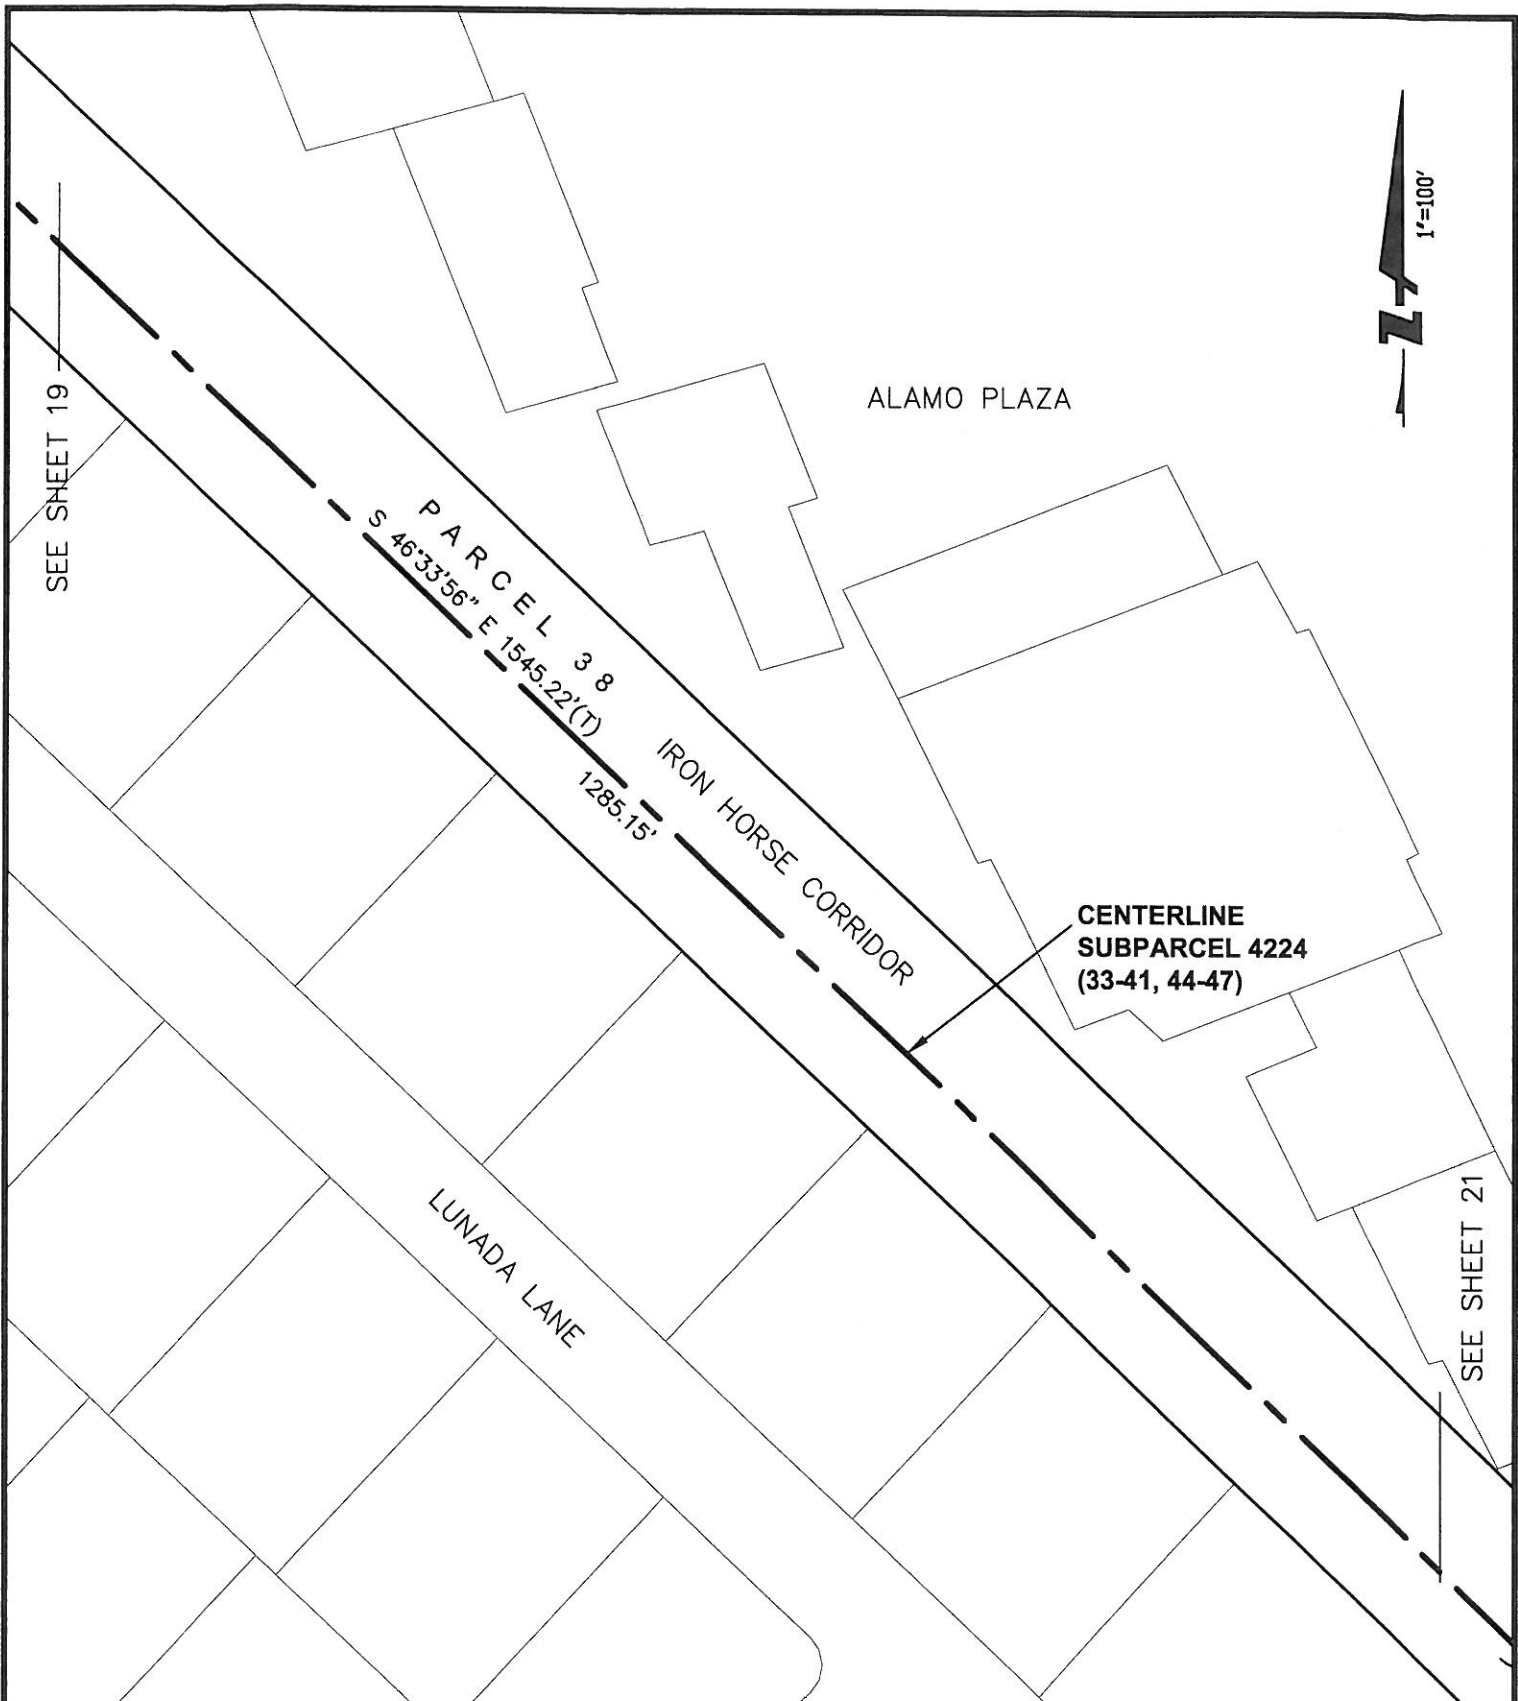 1"=100'
N
ALAMO PLAZA
SEE SHEET 19
PARCEL 38
S 46°33'56" E 1545.22'(T)
1285.15'
IRON HORSE CORRIDOR
CENTERLINE
SUBPARCEL 4224
(33-41, 44-47)
LUNADA LANE
SEE SHEET 21